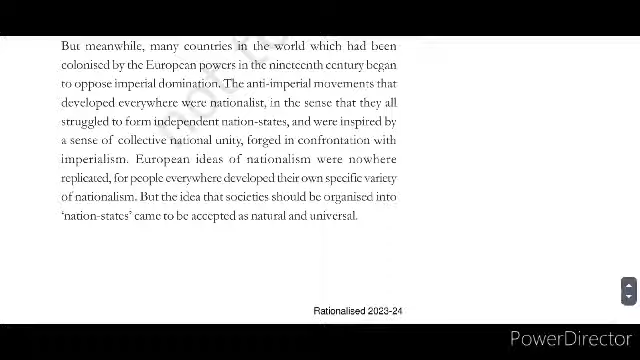 But meanwhile, many countries in the world which had been
colonised by the European powers in the nineteenth century began
to oppose imperial domination. The anti-imperial movements that
developed everywhere were nationalist, in the sense that they all
struggled to form independent nation-states, and were inspired by
a sense of collective national unity, forged in confrontation with
imperialism. European ideas of nationalism were nowhere
replicated, for people everywhere developed their own specific variety
of nationalism. But the idea that societies should be organised into
‘nation-states’ came to be accepted as natural and universal.
Rationalised 2023-24
PowerDirector